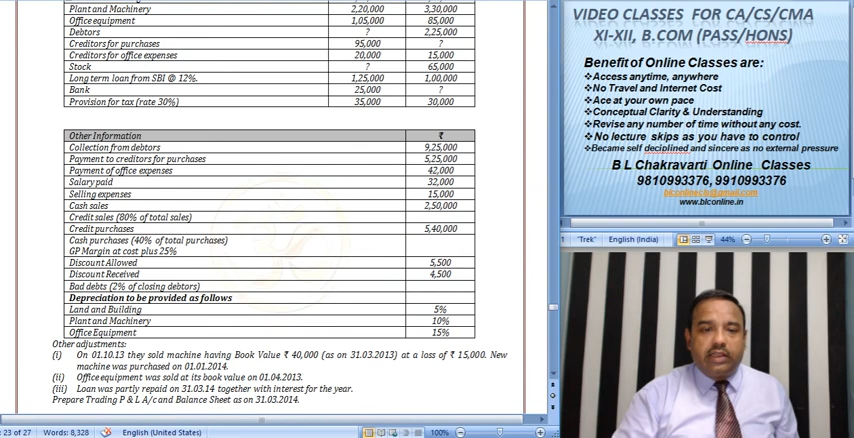 Plant and Machinery 2,20,000 3,30,000
Office equipment 1,05,000 85,000
Debtors ? 2,25,000
Creditors for purchases 95,000 ?
Creditors for office expenses 20,000 15,000
Stock ? 65,000
Long term loan from SBI @ 12%. 1,25,000 1,00,000
Bank 25,000 ?
Provision for tax (rate 30%) 35,000 30,000
Other Information ₹
Collection from debtors 9,25,000
Payment to creditors for purchases 5,25,000
Payment of office expenses 42,000
Salary paid 32,000
Selling expenses 15,000
Cash sales 2,50,000
Credit sales (80% of total sales)
Credit purchases 5,40,000
Cash purchases (40% of total purchases)
GP Margin at cost plus 25%
Discount Allowed 5,500
Discount Received 4,500
Bad debts (2% of closing debtors)
Depreciation to be provided as follows
Land and Building 5%
Plant and Machinery 10%
Office Equipment 15%
Other adjustments:
(i) On 01.10.13 they sold machine having Book Value ₹ 40,000 (as on 31.03.2013) at a loss of ₹ 15,000. New
machine was purchased on 01.01.2014.
(ii) Office equipment was sold at its book value on 01.04.2013.
(iii) Loan was partly repaid on 31.03.14 together with interest for the year.
Prepare Trading P & L A/c and Balance Sheet as on 31.03.2014.
: 23 of 27 Words: 8,328 English (United States) 100%
VIDEO CLASSES FOR CA/CS/CMA
XI-XII, B.COM (PASS/HONS)
Benefit of Online Classes are:
❖Access anytime, anywhere
❖No Travel and Internet Cost
❖Ace at your own pace
❖Conceptual Clarity & Understanding
❖Revise any number of time without any cost.
❖No lecture skips as you have to control
❖Became self deciplined and sincere as no external pressure
B L Chakravarti Online Classes
9810993376, 9910993376
blconlinecls@gmail.com
www.blconline.in
1 "Trek" English (India) 44%